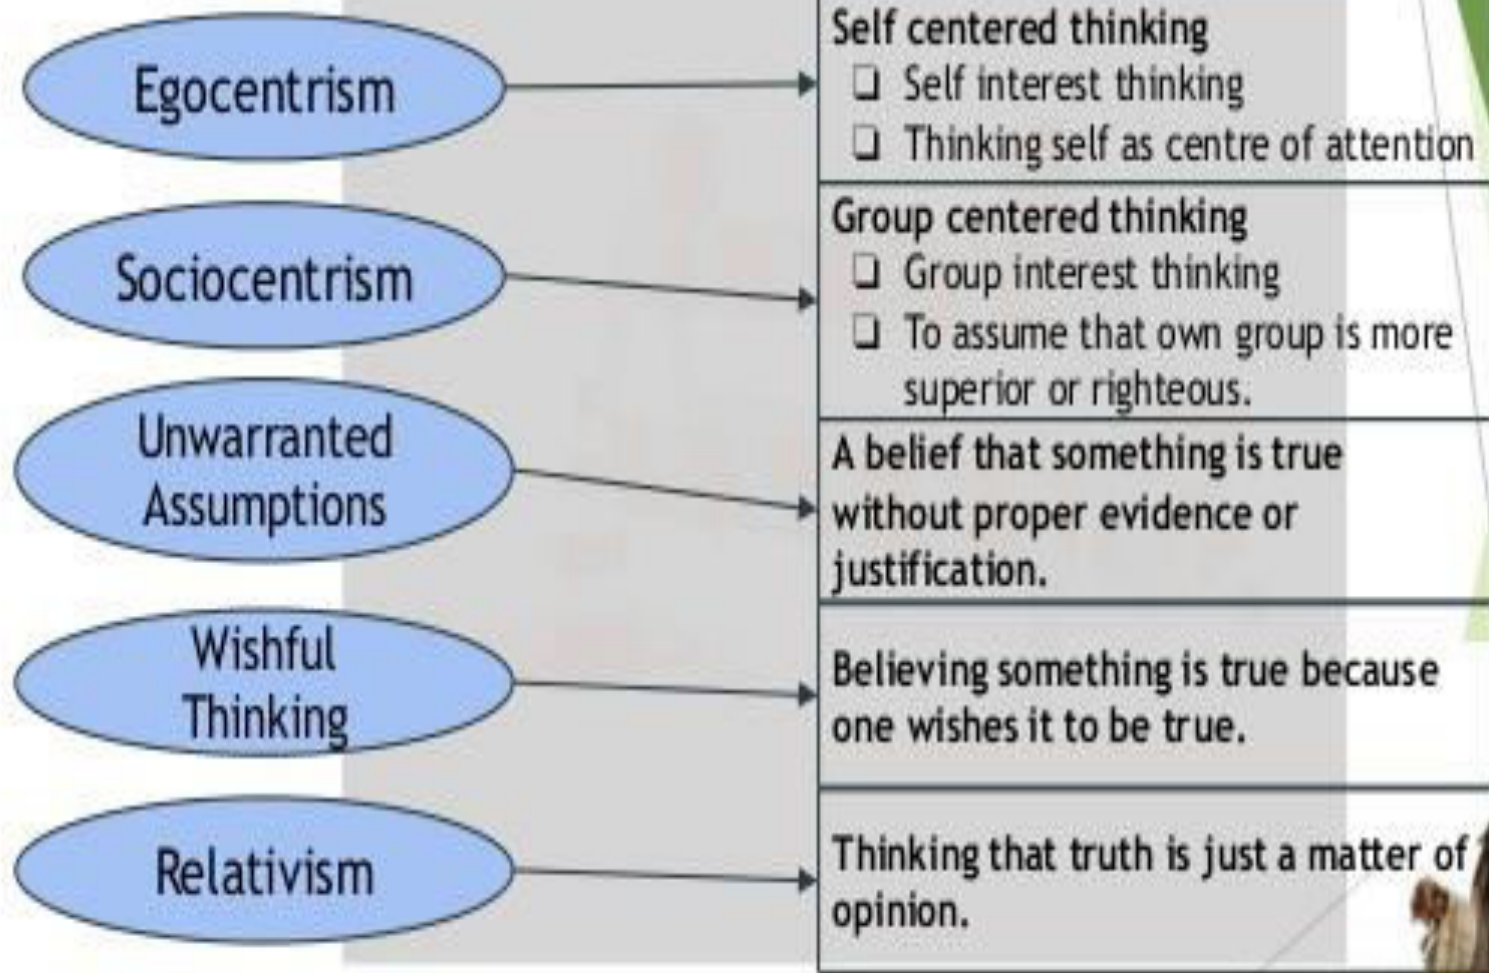 Egocentrism
Self centered thinking
❑ Self interest thinking
❑ Thinking self as centre of attention
Sociocentrism
Group centered thinking
❑ Group interest thinking
❑ To assume that own group is more
superior or righteous.
Unwarranted
Assumptions
A belief that something is true
without proper evidence or
justification.
Wishful
Thinking
Believing something is true because
one wishes it to be true.
Relativism
Thinking that truth is just a matter of
opinion.